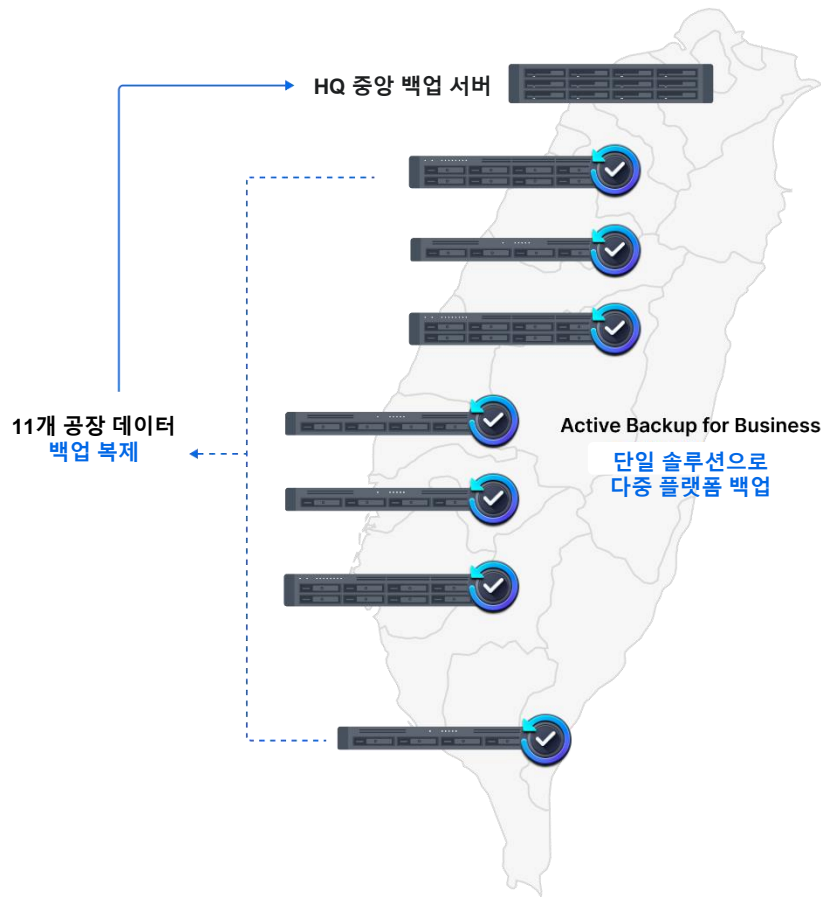 HQ 중앙 백업 서버
11개 공장 데이터
백업 복제
Active Backup for Business
단일 솔루션으로
다중 플랫폼 백업